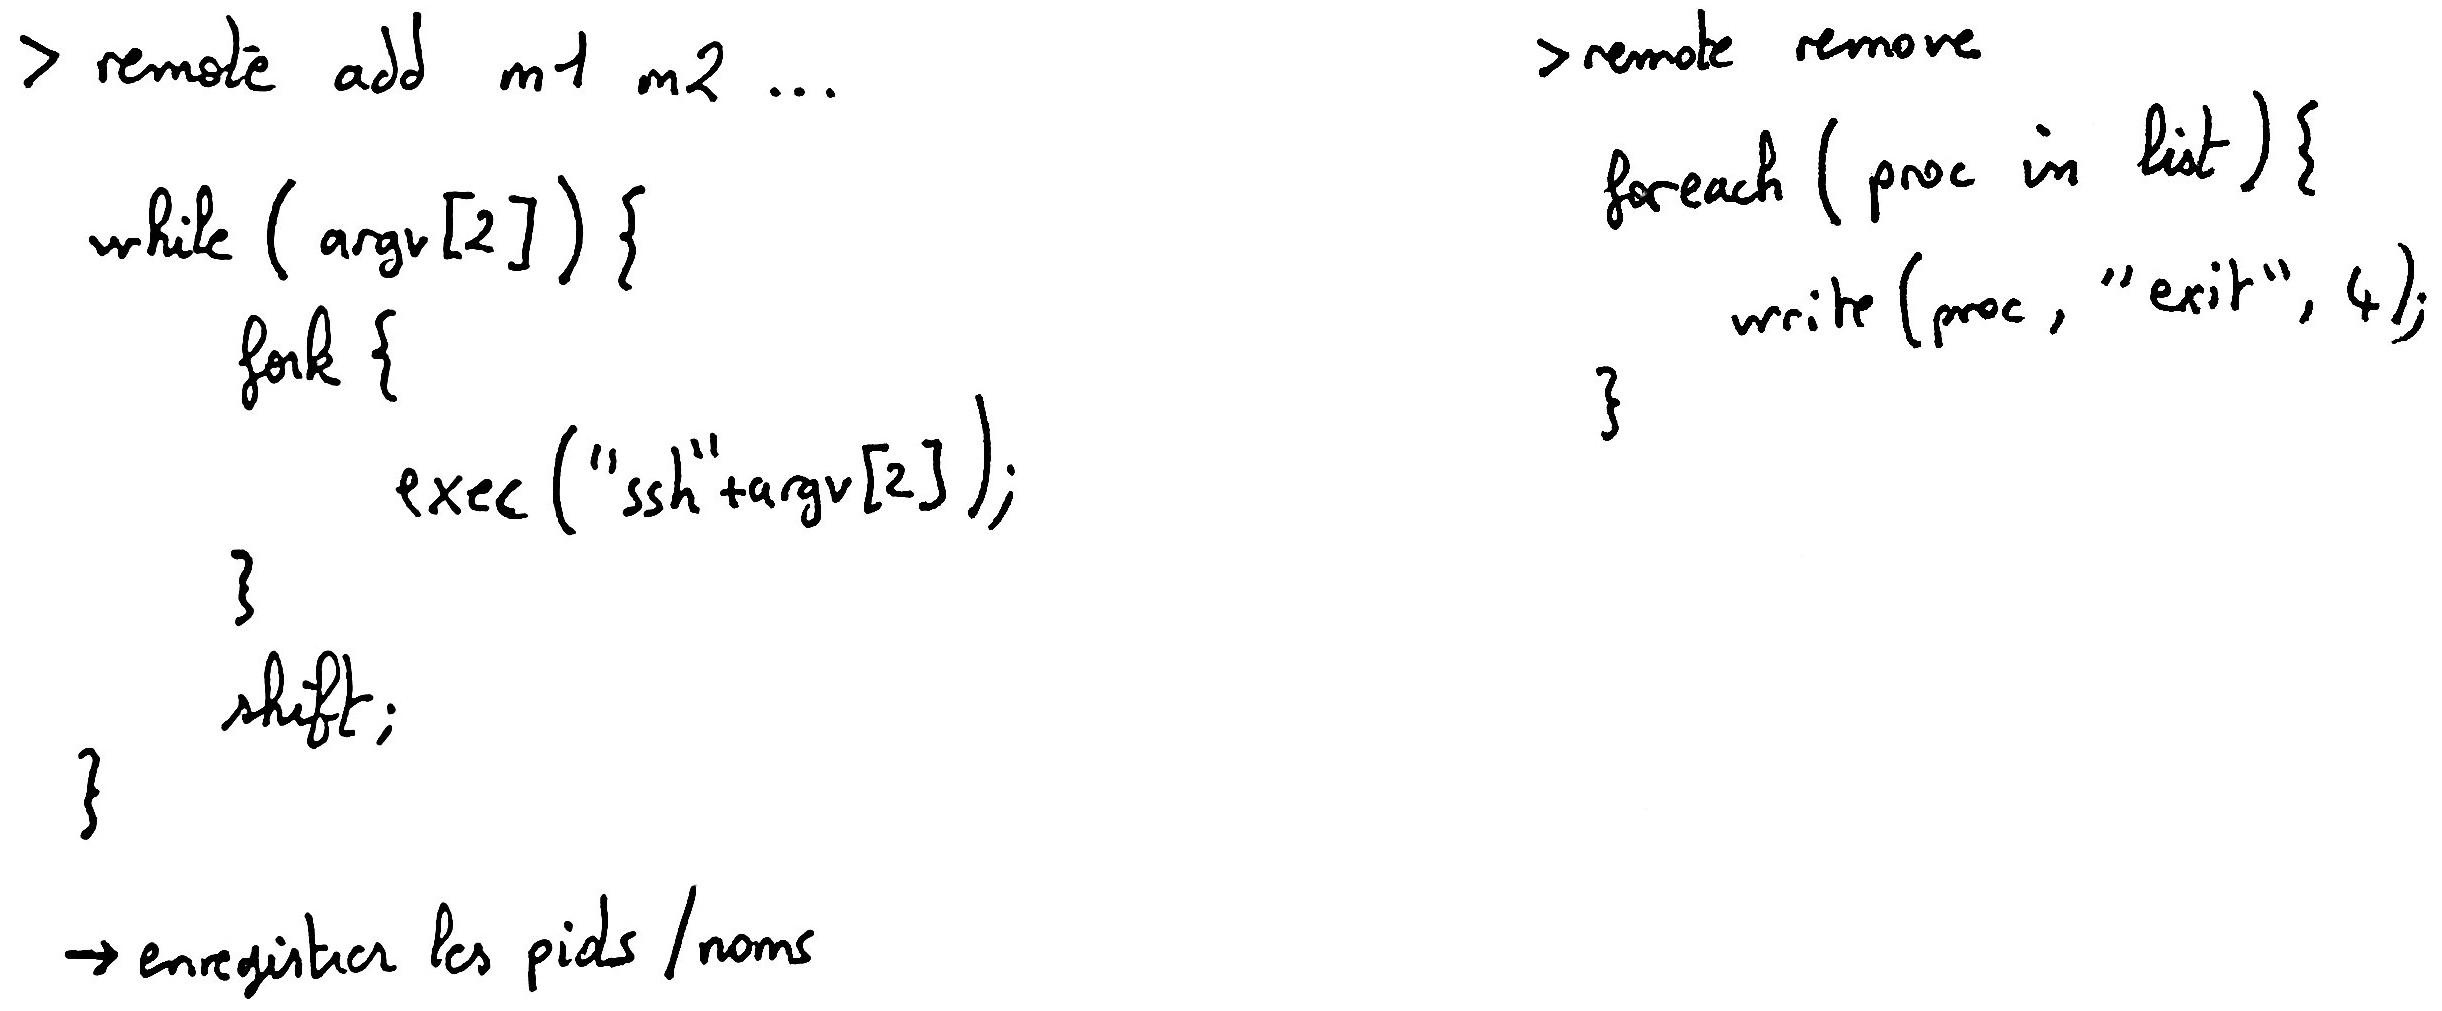 > remote add m1 m2 ...
while (argv[2]) {
fork {
exec ("ssh"+argv[2]);
}
shift;
}
→ enregistrer les pids / noms
> remote remove
foreach (proc in list) {
write (proc, "exit", 4);
}